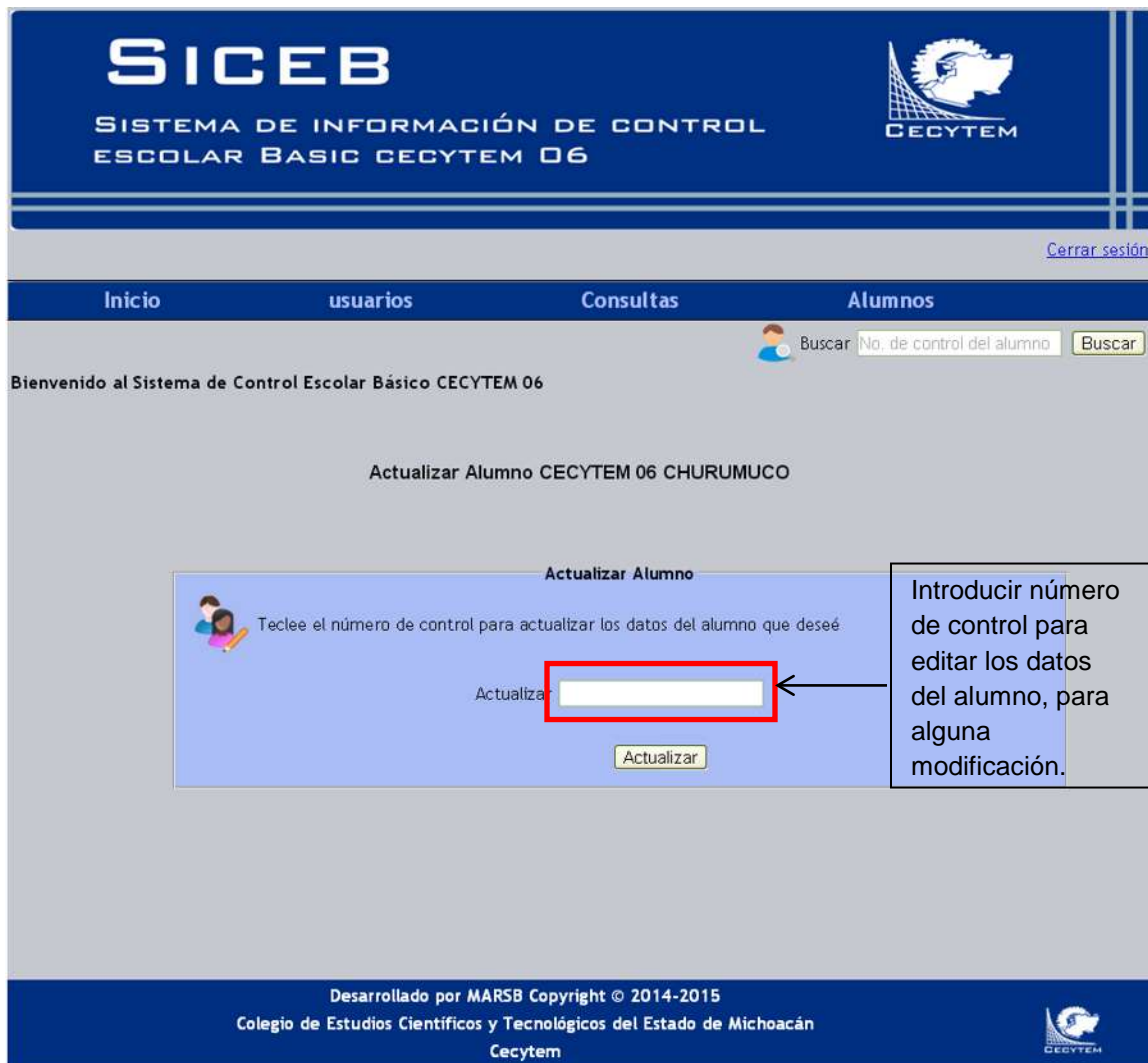 SICEB
SISTEMA DE INFORMACIÓN DE CONTROL
ESCOLAR BASIC CECYTEM 06
CECYTEM
Cerrar sesión
Inicio usuarios Consultas Alumnos
Buscar No. de control del alumno Buscar
Bienvenido al Sistema de Control Escolar Básico CECYTEM 06
Actualizar Alumno CECYTEM 06 CHURUMUCO
Actualizar Alumno
Teclee el número de control para actualizar los datos del alumno que deseé
Actualizar
Actualizar
Introducir número
de control para
editar los datos
del alumno, para
alguna
modificación.
Desarrollado por MARSB Copyright © 2014-2015
Colegio de Estudios Científicos y Tecnológicos del Estado de Michoacán
Cecytem
CECYTEM